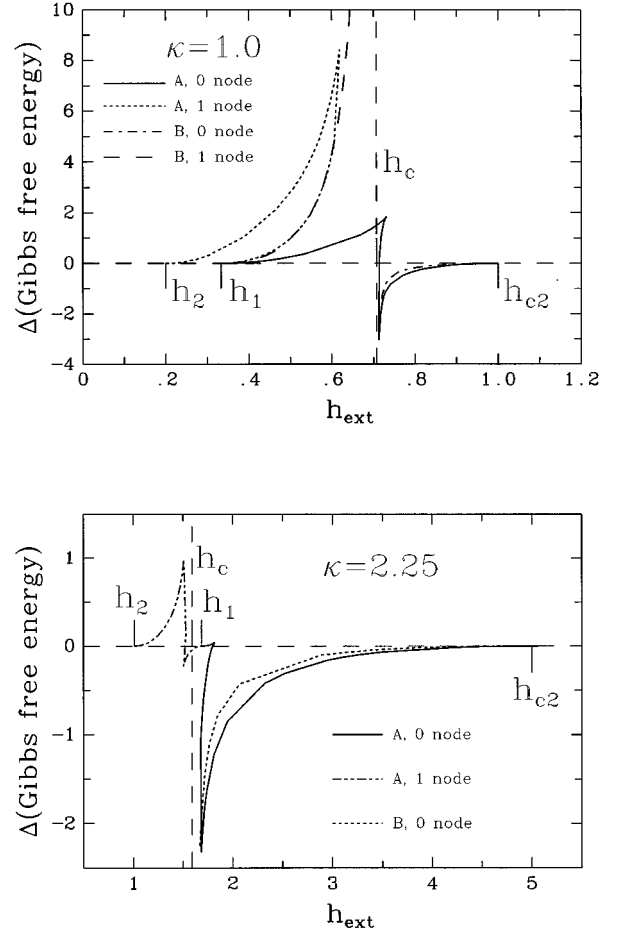 10
8
6
4
2
0
-2
-4
Δ(Gibbs free energy)
κ=1.0
A, 0 node
A, 1 node
B, 0 node
B, 1 node
h_c
h_2
h_1
h_c2
0 .2 .4 .6 .8 1.0 1.2
h_ext
1
0
-1
-2
Δ(Gibbs free energy)
κ=2.25
h_2
h_c
h_1
h_c2
A, 0 node
A, 1 node
B, 0 node
1 2 3 4 5
h_ext